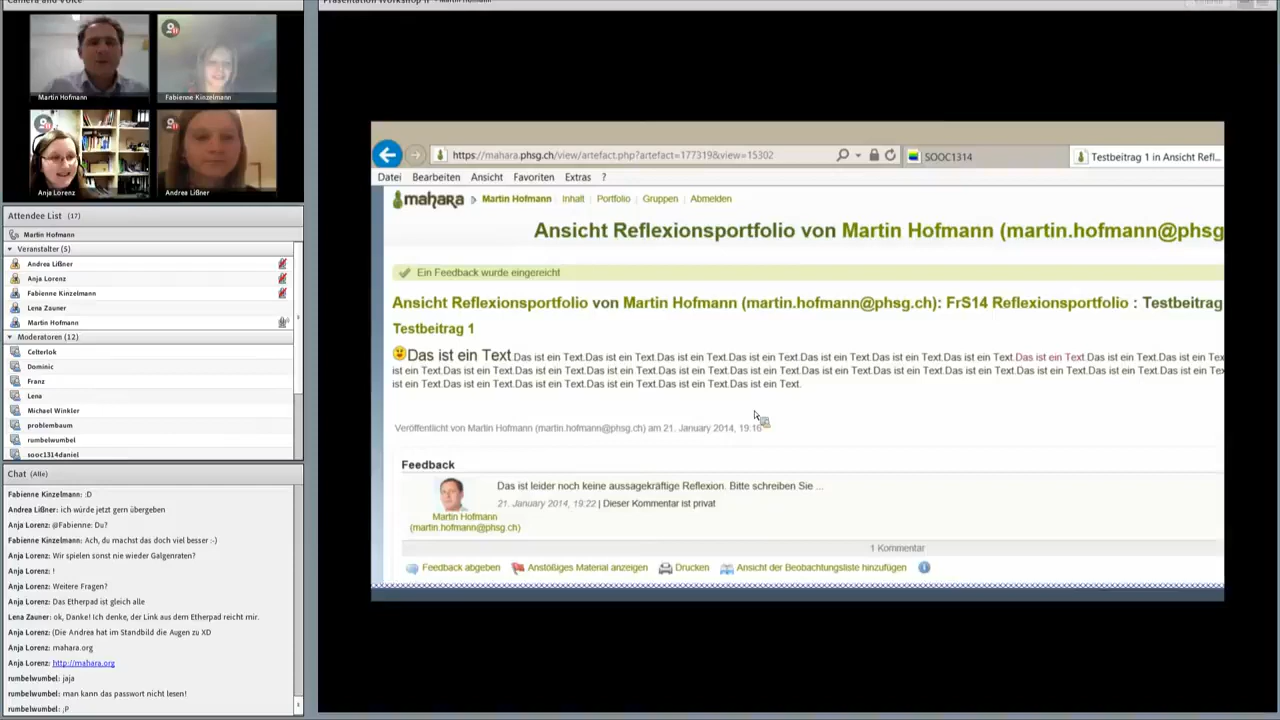 Camera and Voice
Präsentation Workshop II - Martin Hofmann
Martin Hofmann
Fabienne Kinzelmann
Anja Lorenz
Andrea Lißner
Attendee List (17)
Martin Hofmann
Veranstalter (5)
Andrea Lißner
Anja Lorenz
Fabienne Kinzelmann
Lena Zauner
Martin Hofmann
Moderatoren (12)
Celterlok
Dominic
Franz
Lena
Michael Winkler
problembaum
rumbelwumbel
sooc1314daniel
Chat (Alle)
Fabienne Kinzelmann: :D
Andrea Lißner: ich würde jetzt gern übergeben
Anja Lorenz: @Fabienne: Du?
Fabienne Kinzelmann: Ach, du machst das doch viel besser :-)
Anja Lorenz: Wir spielen sonst nie wieder Galgenraten?
Anja Lorenz: !
Anja Lorenz: Weitere Fragen?
Anja Lorenz: Das Etherpad ist gleich alle
Lena Zauner: ok, Danke! Ich denke, der Link aus dem Etherpad reicht mir.
Anja Lorenz: (Die Andrea hat im Standbild die Augen zu XD
Anja Lorenz: mahara.org
Anja Lorenz: http://mahara.org
rumbelwumbel: jaja
rumbelwumbel: man kann das passwort nicht lesen!
rumbelwumbel: ;P
https://mahara.phsg.ch/view/artefact.php?artefact=177319&view=15302
SOOC1314
Testbeitrag 1 in Ansicht Refl...
Datei Bearbeiten Ansicht Favoriten Extras ?
mahara Martin Hofmann Inhalt Portfolio Gruppen Abmelden
Ansicht Reflexionsportfolio von Martin Hofmann (martin.hofmann@phsg
Ein Feedback wurde eingereicht
Ansicht Reflexionsportfolio von Martin Hofmann (martin.hofmann@phsg.ch): FrS14 Reflexionsportfolio : Testbeitrag
Testbeitrag 1
Das ist ein Text.Das ist ein Text.Das ist ein Text.Das ist ein Text.Das ist ein Text.Das ist ein Text.Das ist ein Text.Das ist ein Text.Das ist ein Text.Das ist ein Te
ist ein Text.Das ist ein Text.Das ist ein Text.Das ist ein Text.Das ist ein Text.Das ist ein Text.Das ist ein Text.Das ist ein Text.Das ist ein Text.Das ist ein Text.Das ist ein Te
ist ein Text.Das ist ein Text.Das ist ein Text.Das ist ein Text.Das ist ein Text.Das ist ein Text.
Veröffentlicht von Martin Hofmann (martin.hofmann@phsg.ch) am 21. January 2014, 19:16
Feedback
Das ist leider noch keine aussagekräftige Reflexion. Bitte schreiben Sie ...
21. January 2014, 19:22 | Dieser Kommentar ist privat
Martin Hofmann
(martin.hofmann@phsg.ch)
1 Kommentar
Feedback abgeben Anstößiges Material anzeigen Drucken Ansicht der Beobachtungsliste hinzufügen